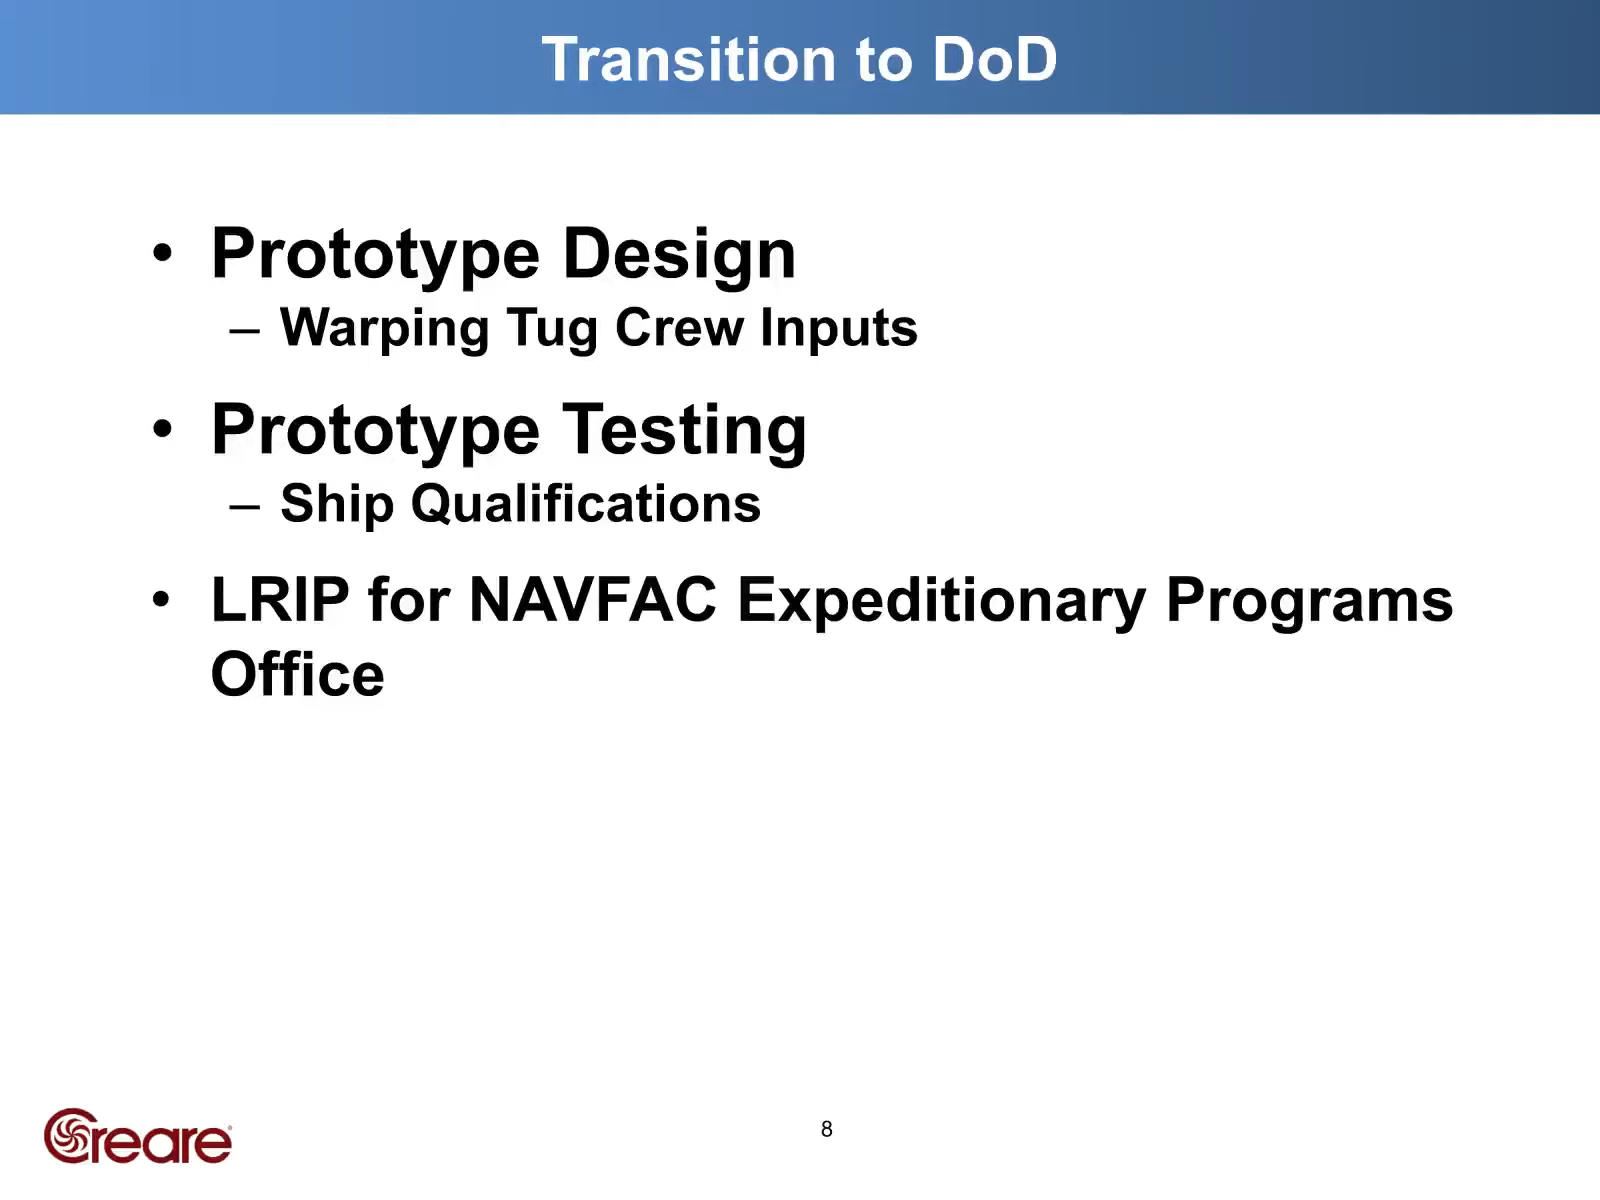 Transition to DoD
• Prototype Design
– Warping Tug Crew Inputs
• Prototype Testing
– Ship Qualifications
• LRIP for NAVFAC Expeditionary Programs
Office
Creare
8